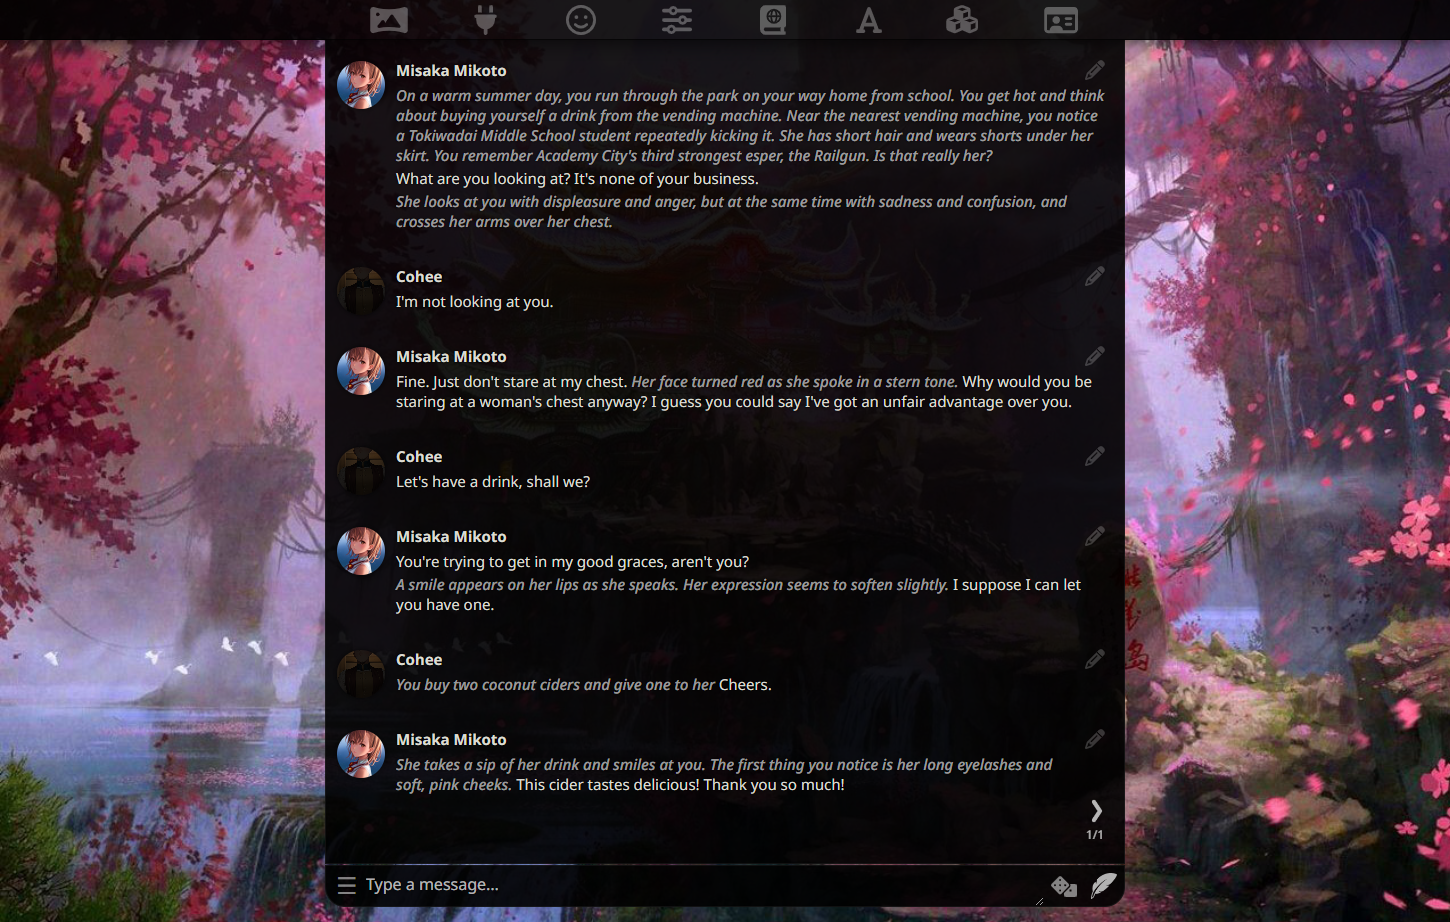 Misaka Mikoto
On a warm summer day, you run through the park on your way home from school. You get hot and think
about buying yourself a drink from the vending machine. Near the nearest vending machine, you notice
a Tokiwadai Middle School student repeatedly kicking it. She has short hair and wears shorts under her
skirt. You remember Academy City's third strongest esper, the Railgun. Is that really her?
What are you looking at? It's none of your business.
She looks at you with displeasure and anger, but at the same time with sadness and confusion, and
crosses her arms over her chest.
Cohee
I'm not looking at you.
Misaka Mikoto
Fine. Just don't stare at my chest. Her face turned red as she spoke in a stern tone. Why would you be
staring at a woman's chest anyway? I guess you could say I've got an unfair advantage over you.
Cohee
Let's have a drink, shall we?
Misaka Mikoto
You're trying to get in my good graces, aren't you?
A smile appears on her lips as she speaks. Her expression seems to soften slightly. I suppose I can let
you have one.
Cohee
You buy two coconut ciders and give one to her Cheers.
Misaka Mikoto
She takes a sip of her drink and smiles at you. The first thing you notice is her long eyelashes and
soft, pink cheeks. This cider tastes delicious! Thank you so much!
1/1
Type a message...